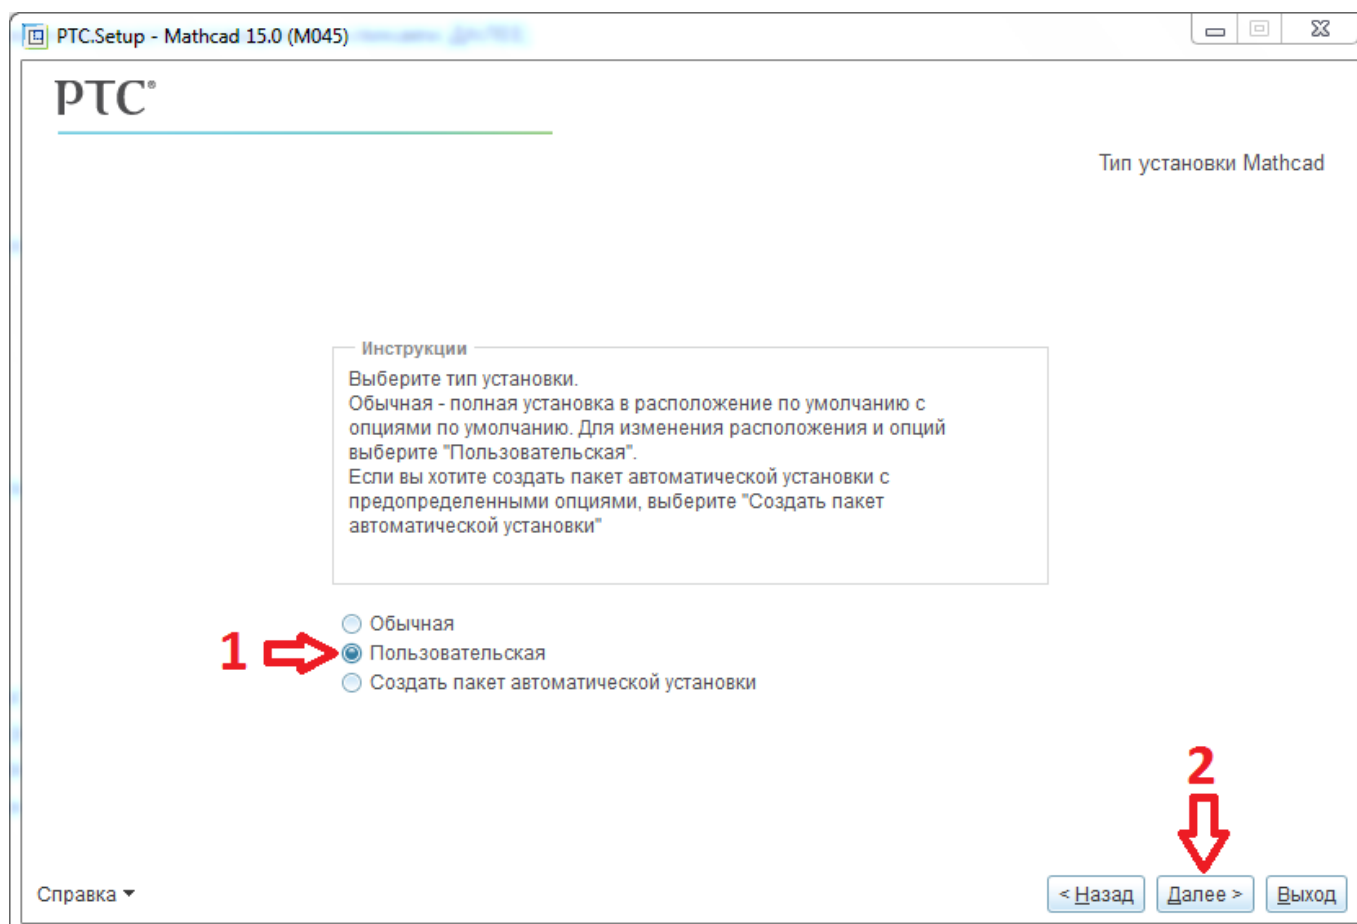 PTC.Setup - Mathcad 15.0 (M045)
PTC®
Тип установки Mathcad
Инструкции
Выберите тип установки.
Обычная - полная установка в расположение по умолчанию с
опциями по умолчанию. Для изменения расположения и опций
выберите "Пользовательская".
Если вы хотите создать пакет автоматической установки с
предопределенными опциями, выберите "Создать пакет
автоматической установки"
Обычная
1 Пользовательская
Создать пакет автоматической установки
2
Справка
< Назад Далее > Выход